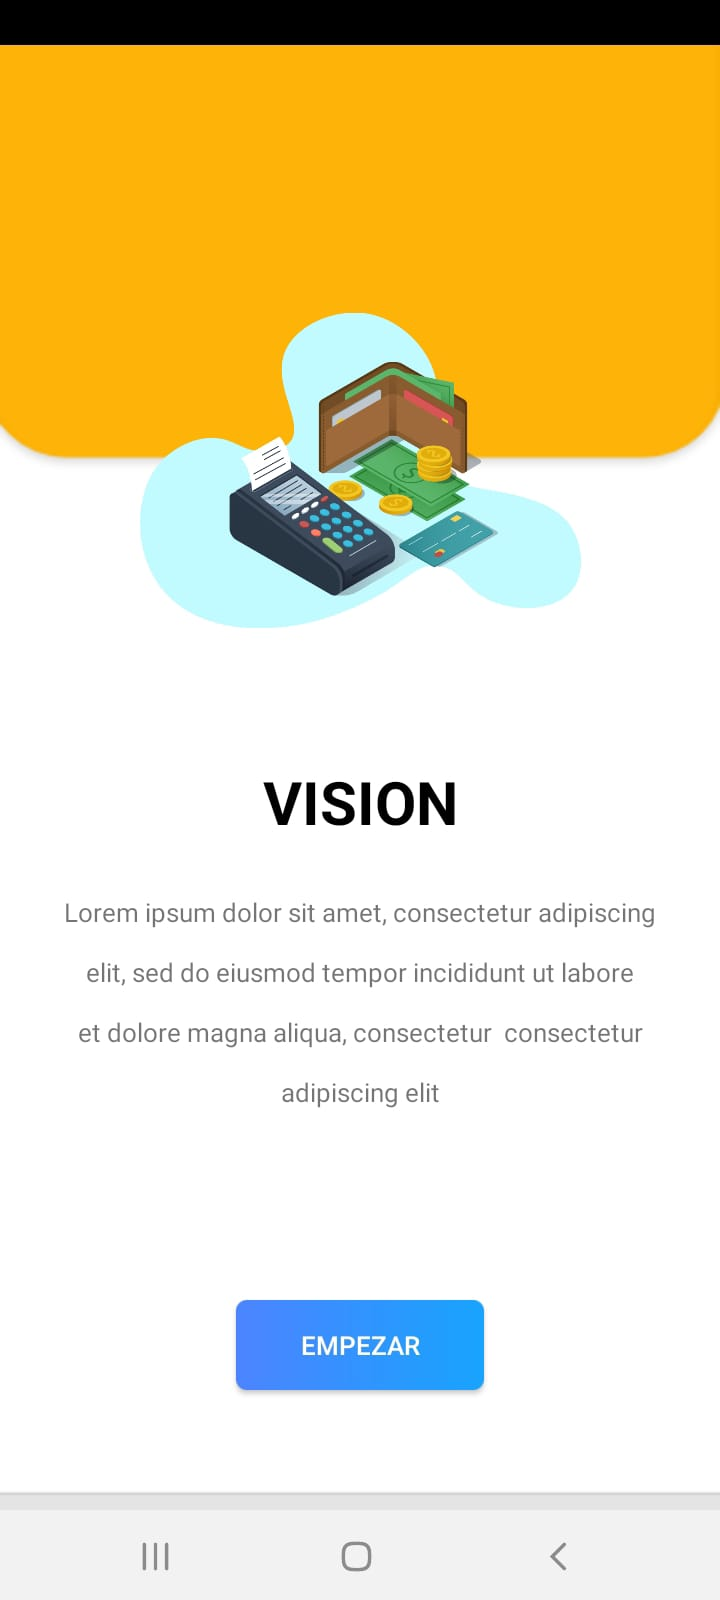 VISION
Lorem ipsum dolor sit amet, consectetur adipiscing
elit, sed do eiusmod tempor incididunt ut labore
et dolore magna aliqua, consectetur  consectetur
adipiscing elit
EMPEZAR